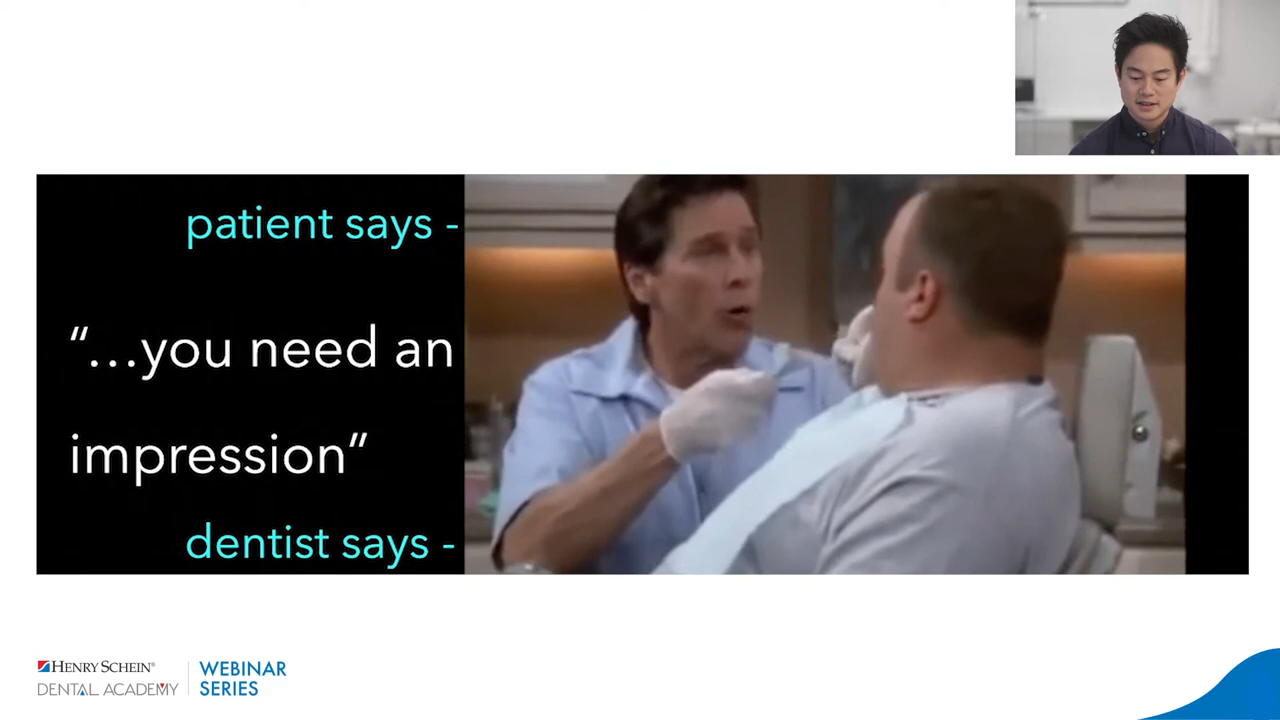 patient says -
“...you need an
impression”
dentist says -
HENRY SCHEIN®
DENTAL ACADEMY
WEBINAR
SERIES